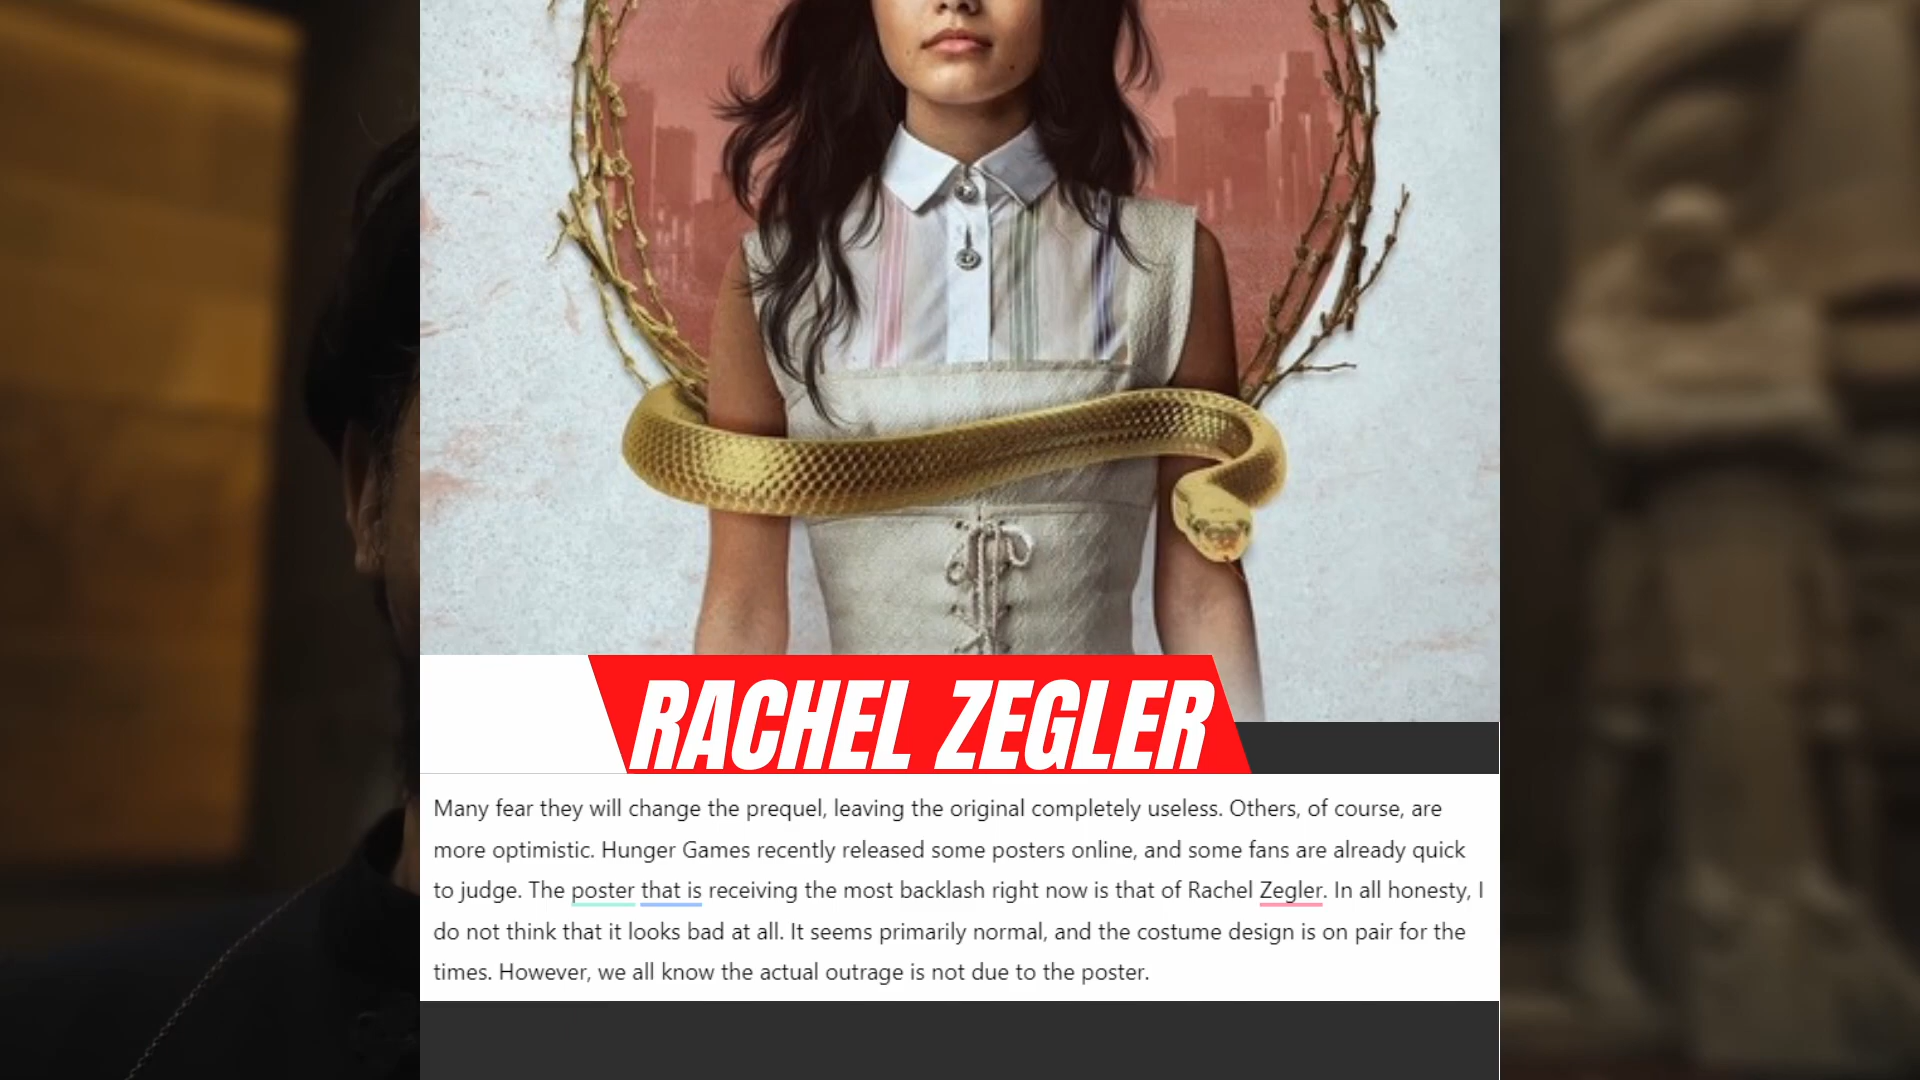 RACHEL ZEGLER
Many fear they will change the prequel, leaving the original completely useless. Others, of course, are
more optimistic. Hunger Games recently released some posters online, and some fans are already quick
to judge. The poster that is receiving the most backlash right now is that of Rachel Zegler. In all honesty, I
do not think that it looks bad at all. It seems primarily normal, and the costume design is on pair for the
times. However, we all know the actual outrage is not due to the poster.